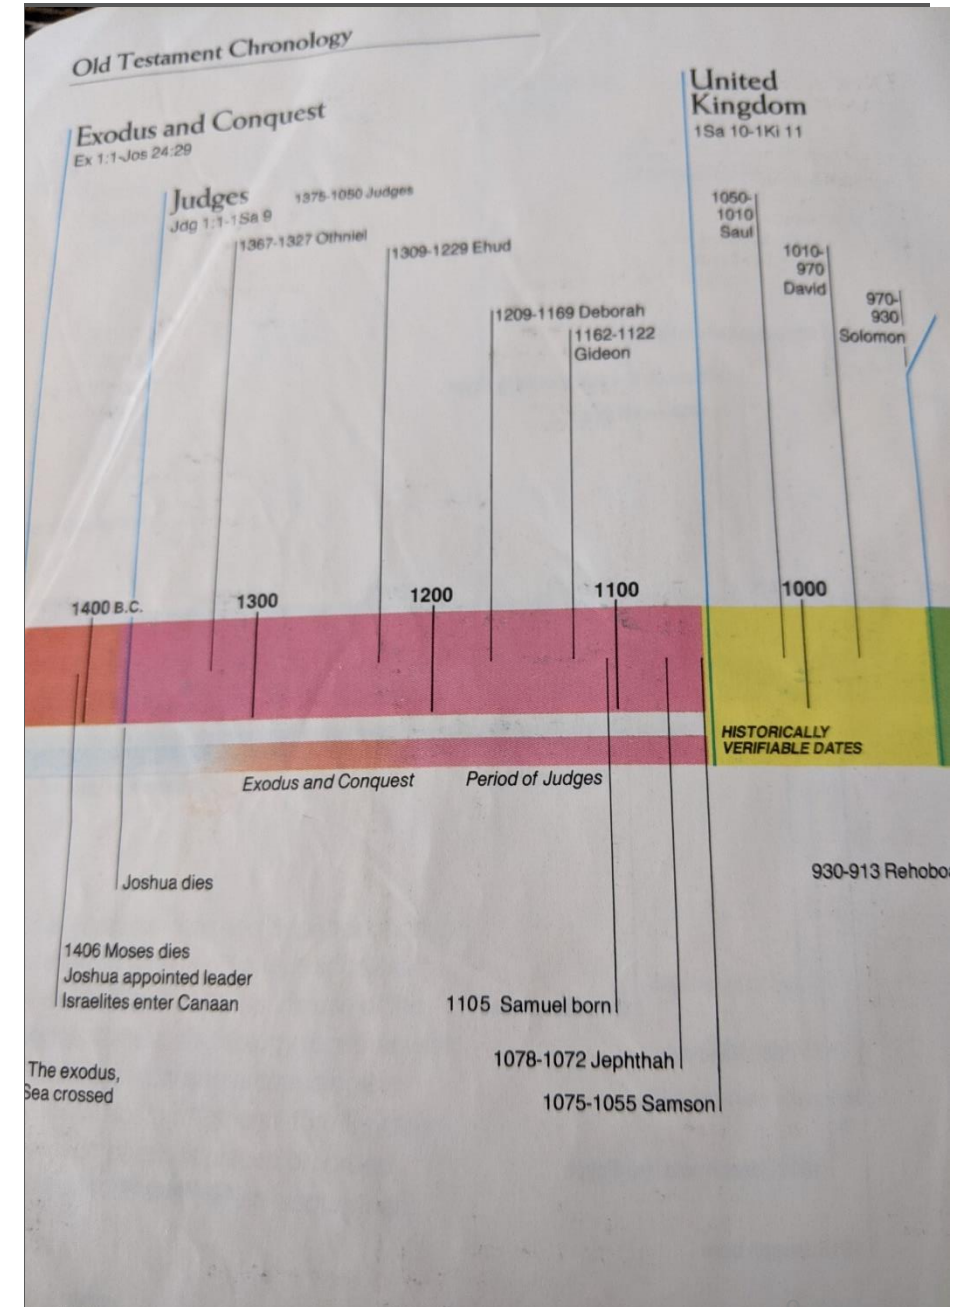 Old Testament Chronology
Exodus and Conquest
Ex 1:1-Jos 24:29
Judges
Jdg 1:1-1Sa 9
1375-1050 Judges
1367-1327 Othniel
1309-1229 Ehud
1209-1169 Deborah
1162-1122
Gideon
United
Kingdom
1Sa 10-1Ki 11
1050-
1010
Saul
1010-
970
David
970-
930
Solomon
1400 B.C.
1300
1200
1100
1000
HISTORICALLY
VERIFIABLE DATES
Exodus and Conquest
Period of Judges
Joshua dies
930-913 Rehobo
1406 Moses dies
Joshua appointed leader
Israelites enter Canaan
1105 Samuel born
1078-1072 Jephthah
The exodus,
Sea crossed
1075-1055 Samson